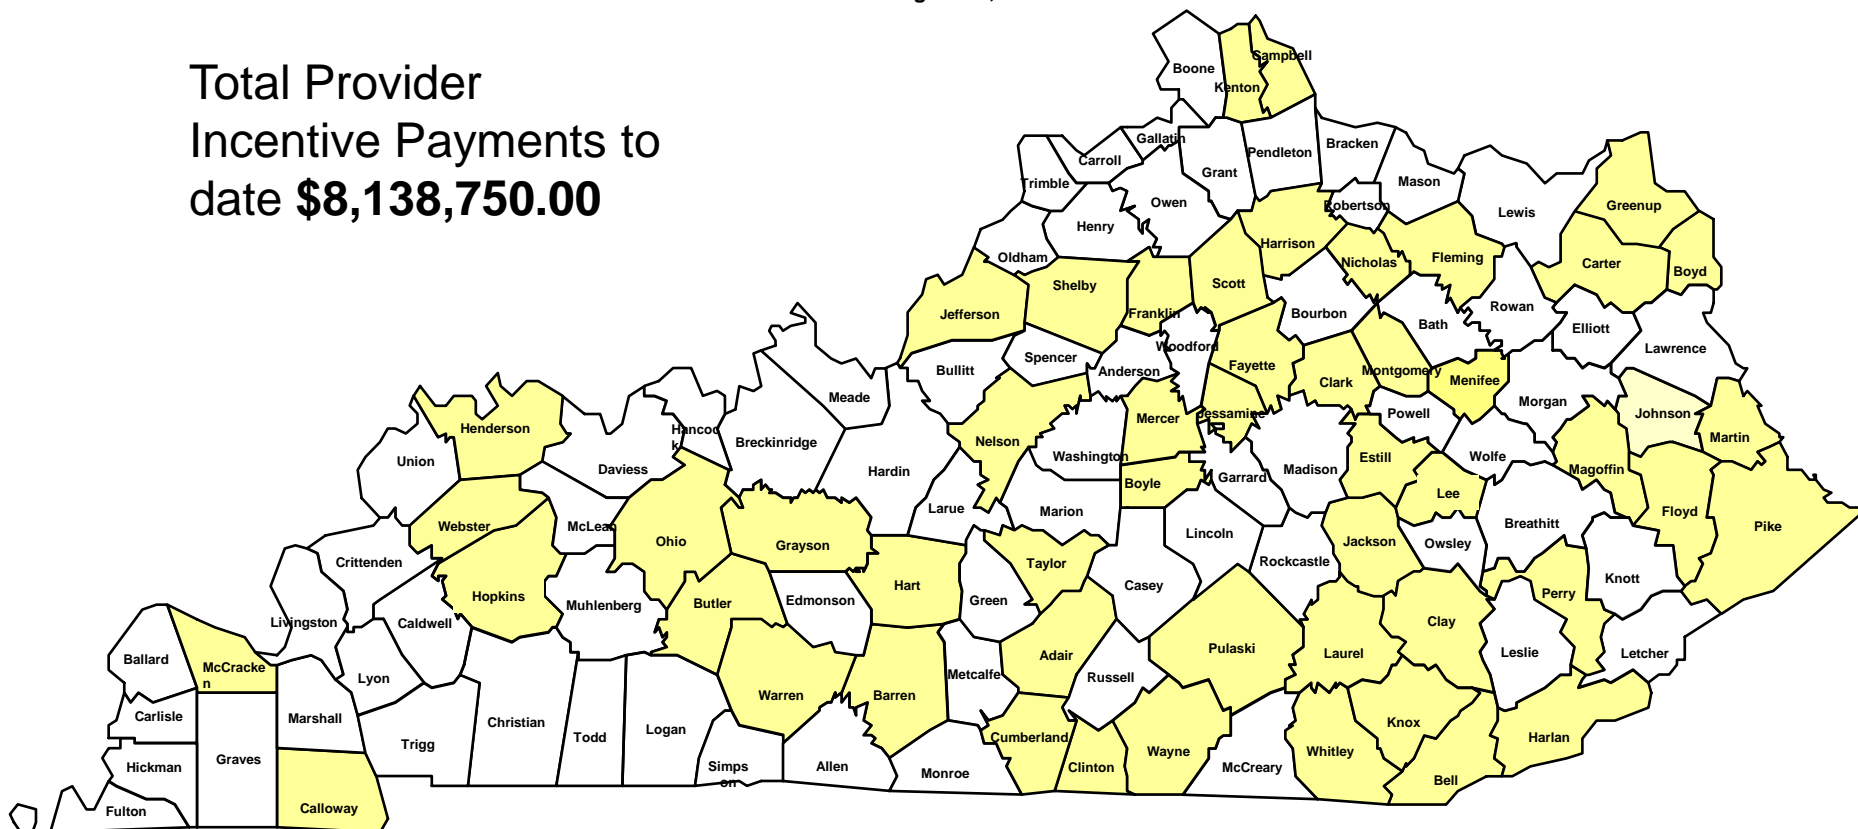 Total Provider
Incentive Payments to
date $8,138,750.00
Campbell
Boone
Kenton
Gallatin
Bracken
Pendleton
Carroll
Grant
Mason
Trimble
Owen
Robertson
Greenup
Lewis
Henry
Harrison
Oldham
Nicholas
Fleming
Carter
Boyd
Shelby
Scott
Rowan
Jefferson
Franklin
Bourbon
Bath
Elliott
Woodford
Lawrence
Spencer
Bullitt
Anderson
Fayette
Clark
Montgomery
Menifee
Meade
Morgan
Jessamine
Powell
Johnson
Mercer
Henderson
Hancoc
k
Breckinridge
Nelson
Martin
Union
Daviess
Hardin
Washington
Estill
Wolfe
Madison
Magoffin
Garrard
Boyle
Lee
Larue
Marion
Floyd
Webster
McLean
Breathitt
Pike
Lincoln
Ohio
Grayson
Jackson
Owsley
Crittenden
Taylor
Rockcastle
Knott
Hart
Casey
Hopkins
Edmonson
Green
Perry
Butler
Muhlenberg
Livingston
Caldwell
Clay
Pulaski
Leslie
Letcher
Laurel
Adair
Ballard
McCracke
n
Lyon
Metcalfe
Russell
Warren
Barren
Carlisle
Marshall
Christian
Knox
Logan
Todd
Cumberland
Harlan
Trigg
Wayne
Whitley
Graves
Hickman
Simps
on
Allen
Monroe
Clinton
McCreary
Bell
Calloway
Fulton